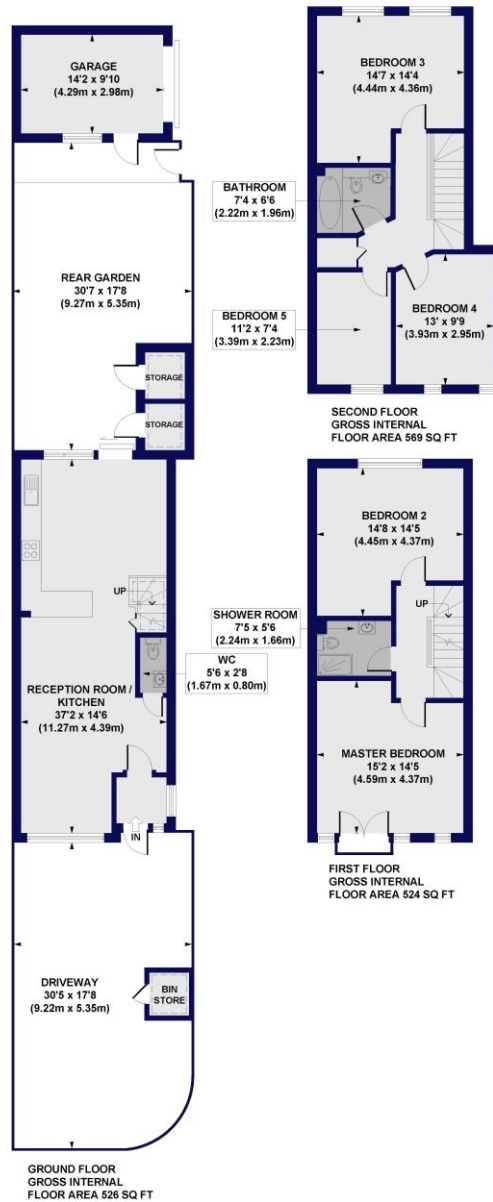 GARAGE
14'2 x 9'10
(4.29m x 2.98m)
REAR GARDEN
30'7 x 17'8
(9.27m x 5.35m)
STORAGE
STORAGE
UP
WC
5'6 x 2'8
(1.67m x 0.80m)
RECEPTION ROOM /
KITCHEN
37'2 x 14'6
(11.27m x 4.39m)
IN
DRIVEWAY
30'5 x 17'8
(9.22m x 5.35m)
BIN
STORE
GROUND FLOOR
GROSS INTERNAL
FLOOR AREA 526 SQ FT
BEDROOM 3
14'7 x 14'4
(4.44m x 4.36m)
BATHROOM
7'4 x 6'6
(2.22m x 1.96m)
BEDROOM 5
11'2 x 7'4
(3.39m x 2.23m)
BEDROOM 4
13' x 9'9
(3.93m x 2.95m)
SECOND FLOOR
GROSS INTERNAL
FLOOR AREA 569 SQ FT
BEDROOM 2
14'8 x 14'5
(4.45m x 4.37m)
UP
SHOWER ROOM
7'5 x 5'6
(2.24m x 1.66m)
MASTER BEDROOM
15'2 x 14'5
(4.59m x 4.37m)
FIRST FLOOR
GROSS INTERNAL
FLOOR AREA 524 SQ FT